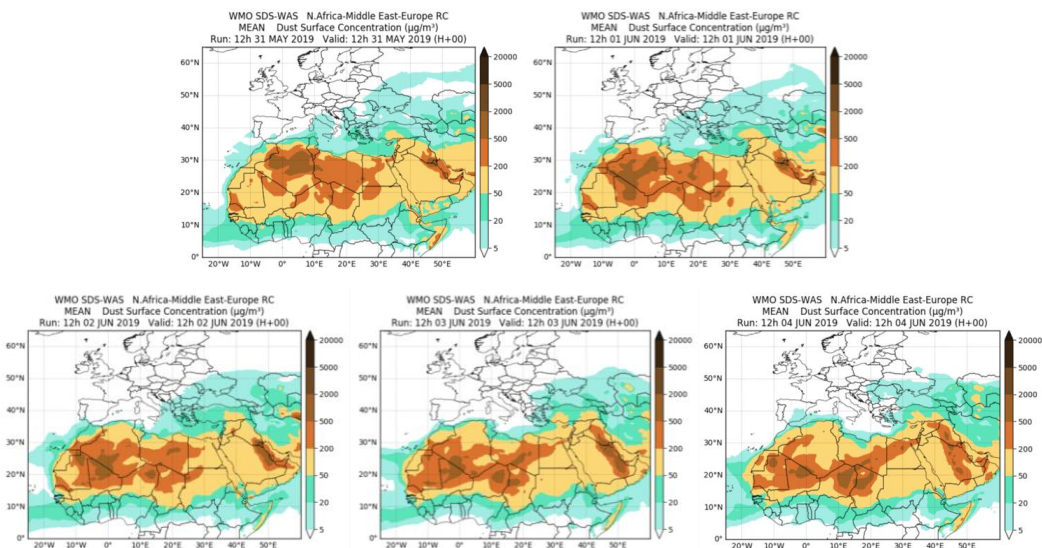 WMO SDS-WAS N.Africa-Middle East-Europe RC
MEAN Dust Surface Concentration (µg/m³)
Run: 12h 31 MAY 2019 Valid: 12h 31 MAY 2019 (H+00)
60°N
50°N
40°N
30°N
20°N
10°N
0°
20°W 10°W 0° 10°E 20°E 30°E 40°E 50°E
20000
5000
2000
500
200
50
20
5
WMO SDS-WAS N.Africa-Middle East-Europe RC
MEAN Dust Surface Concentration (µg/m³)
Run: 12h 01 JUN 2019 Valid: 12h 01 JUN 2019 (H+00)
60°N
50°N
40°N
30°N
20°N
10°N
0°
20°W 10°W 0° 10°E 20°E 30°E 40°E 50°E
20000
5000
2000
500
200
50
20
5
WMO SDS-WAS N.Africa-Middle East-Europe RC
MEAN Dust Surface Concentration (µg/m³)
Run: 12h 02 JUN 2019 Valid: 12h 02 JUN 2019 (H+00)
60°N
50°N
40°N
30°N
20°N
10°N
0°
20°W 10°W 0° 10°E 20°E 30°E 40°E 50°E
20000
5000
2000
500
200
50
20
5
WMO SDS-WAS N.Africa-Middle East-Europe RC
MEAN Dust Surface Concentration (µg/m³)
Run: 12h 03 JUN 2019 Valid: 12h 03 JUN 2019 (H+00)
60°N
50°N
40°N
30°N
20°N
10°N
0°
20°W 10°W 0° 10°E 20°E 30°E 40°E 50°E
20000
5000
2000
500
200
50
20
5
WMO SDS-WAS N.Africa-Middle East-Europe RC
MEAN Dust Surface Concentration (µg/m³)
Run: 12h 04 JUN 2019 Valid: 12h 04 JUN 2019 (H+00)
60°N
50°N
40°N
30°N
20°N
10°N
0°
20°W 10°W 0° 10°E 20°E 30°E 40°E 50°E
20000
5000
2000
500
200
50
20
5